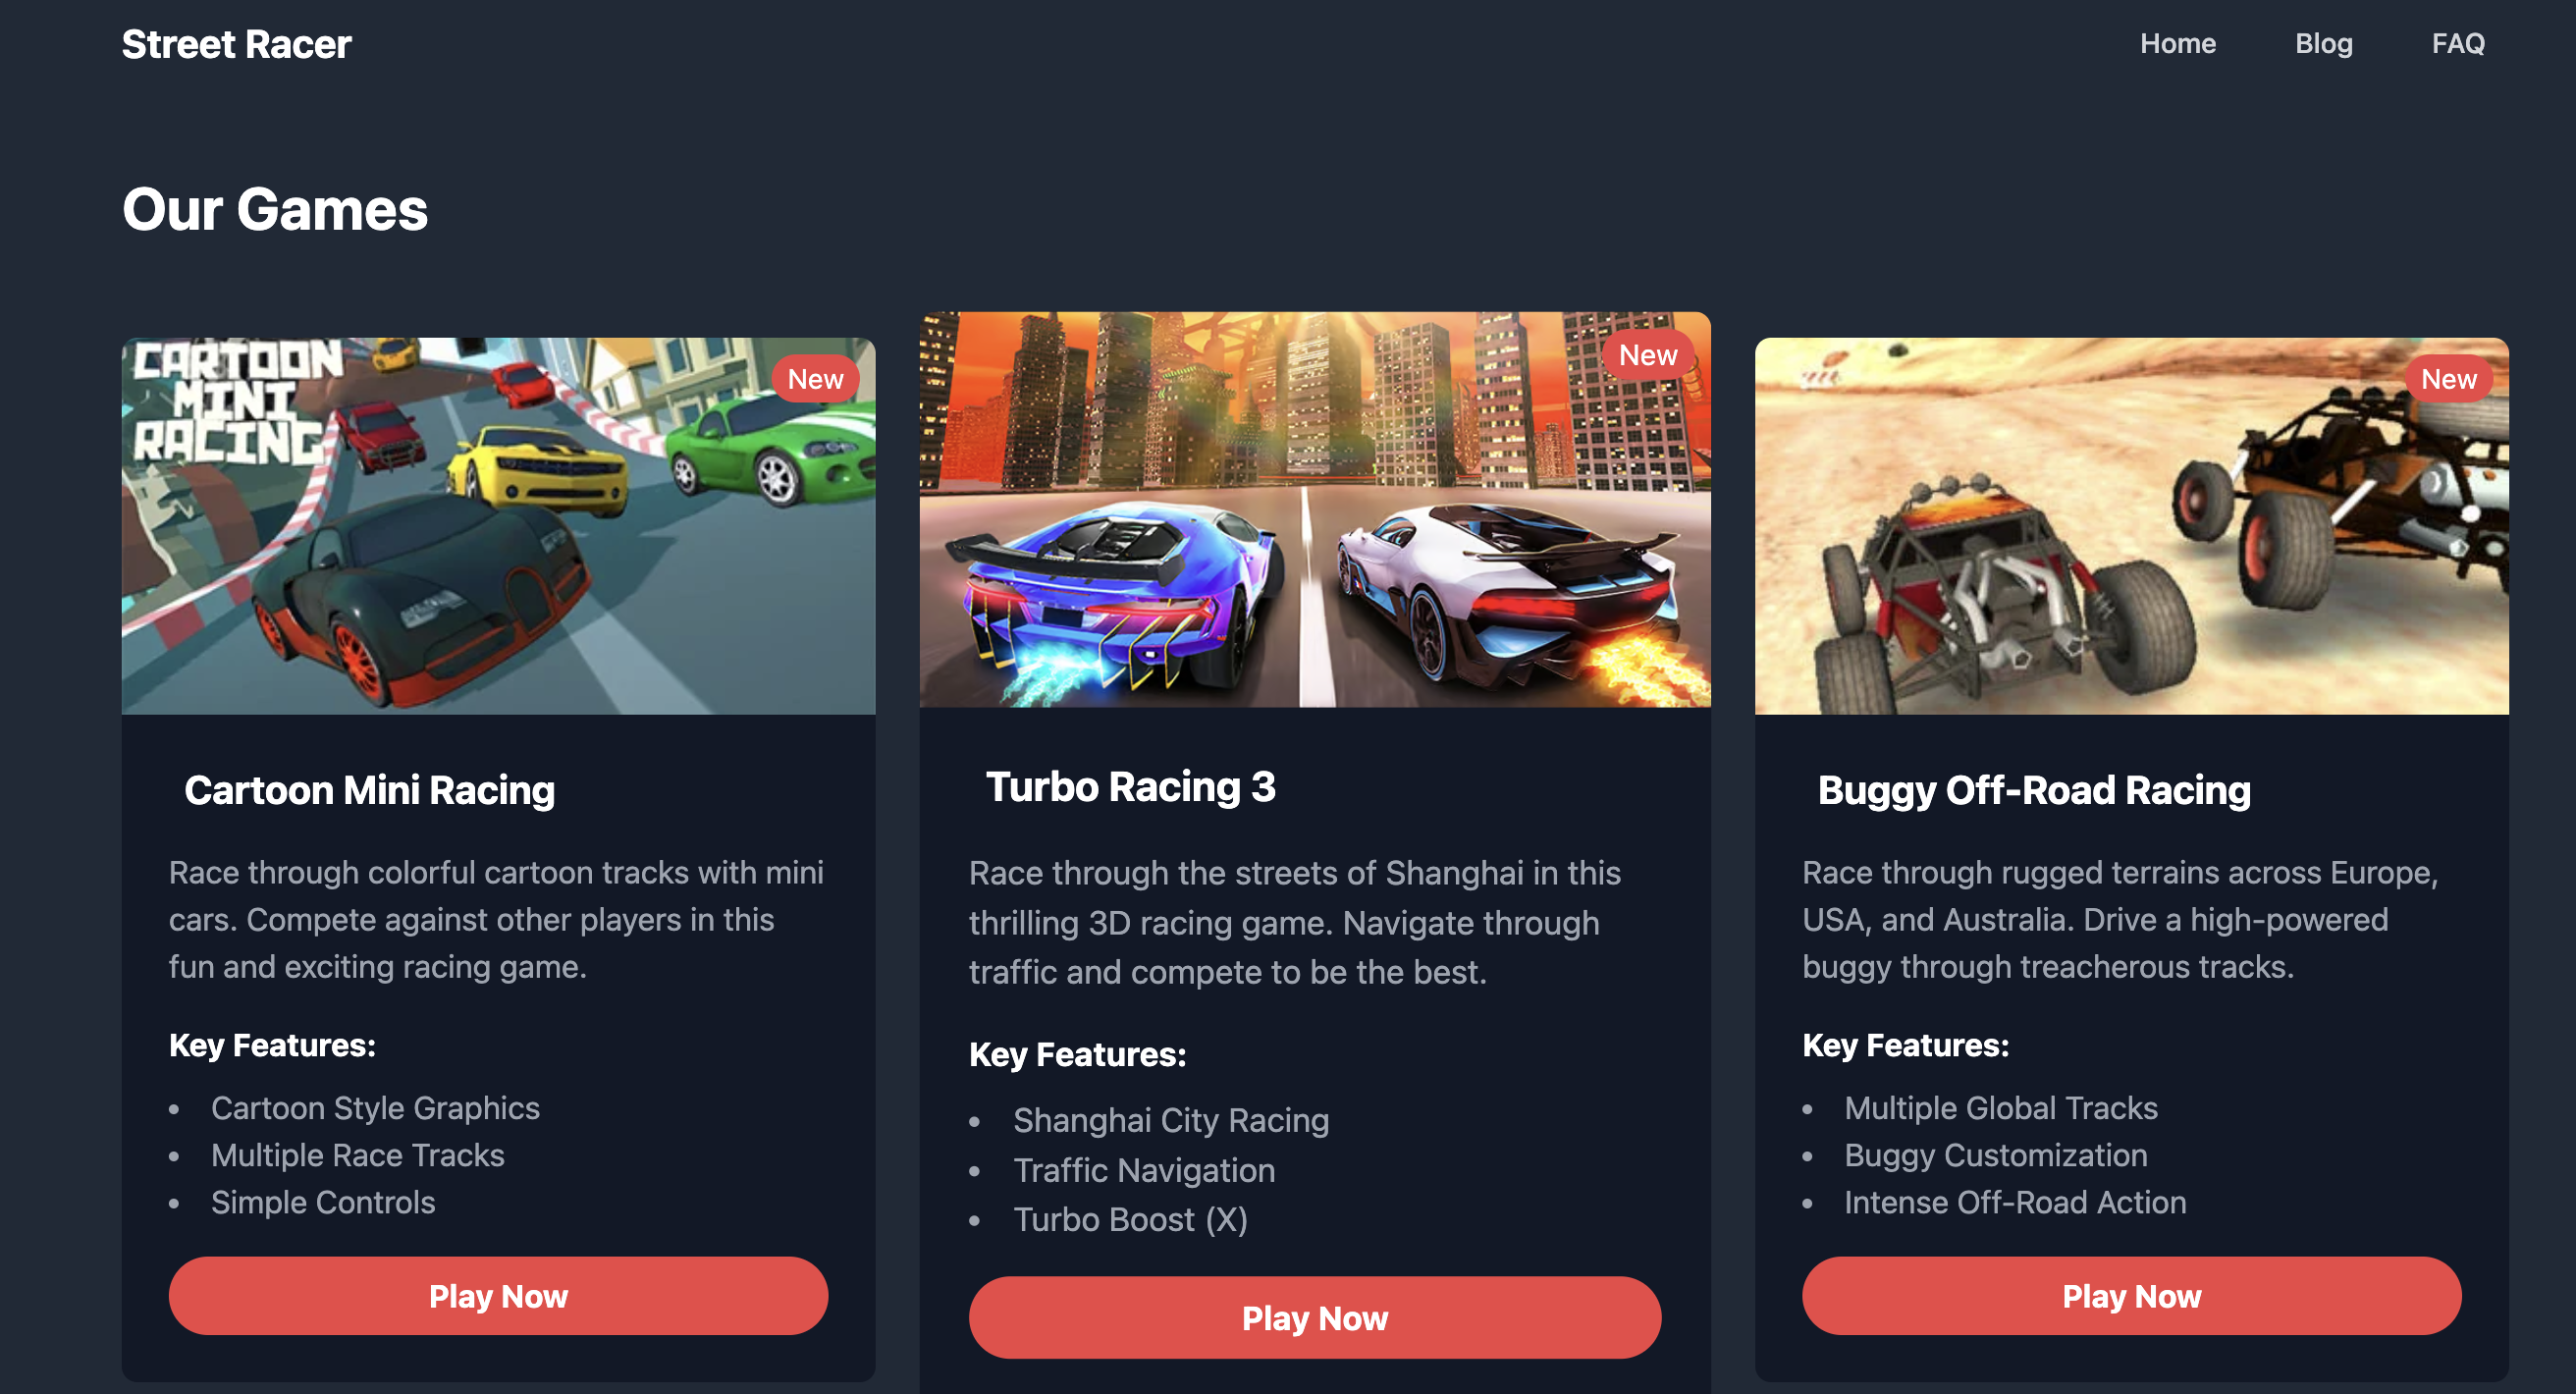 Street Racer
Home
Blog
FAQ
Our Games
CARTOON
MINI
RACING
New
Cartoon Mini Racing
Race through colorful cartoon tracks with mini
cars. Compete against other players in this
fun and exciting racing game.
Key Features:
• Cartoon Style Graphics
• Multiple Race Tracks
• Simple Controls
Play Now
New
Turbo Racing 3
Race through the streets of Shanghai in this
thrilling 3D racing game. Navigate through
traffic and compete to be the best.
Key Features:
• Shanghai City Racing
• Traffic Navigation
• Turbo Boost (X)
Play Now
New
Buggy Off-Road Racing
Race through rugged terrains across Europe,
USA, and Australia. Drive a high-powered
buggy through treacherous tracks.
Key Features:
• Multiple Global Tracks
• Buggy Customization
• Intense Off-Road Action
Play Now